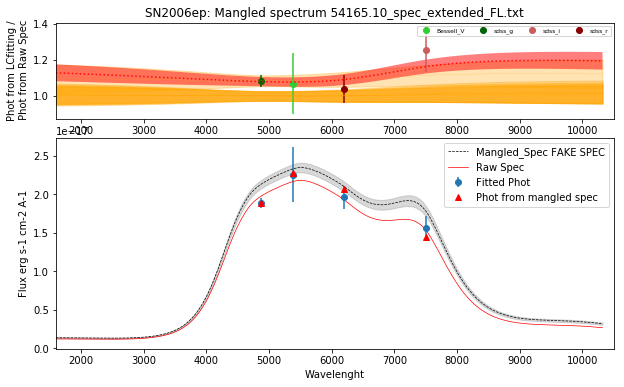 SN2006ep: Mangled spectrum 54165.10_spec_extended_FL.txt
Phot from LCfitting /
Phot from Raw Spec
1.4
1.2
1.0
Bessell_V
sdss_g
sdss_i
sdss_r
2000 3000 4000 5000 6000 7000 8000 9000 10000
1e-17
Flux erg s-1 cm-2 A-1
2.5
2.0
1.5
1.0
0.5
0.0
Mangled_Spec FAKE SPEC
Raw Spec
Fitted Phot
Phot from mangled spec
2000 3000 4000 5000 6000 7000 8000 9000 10000
Wavelenght